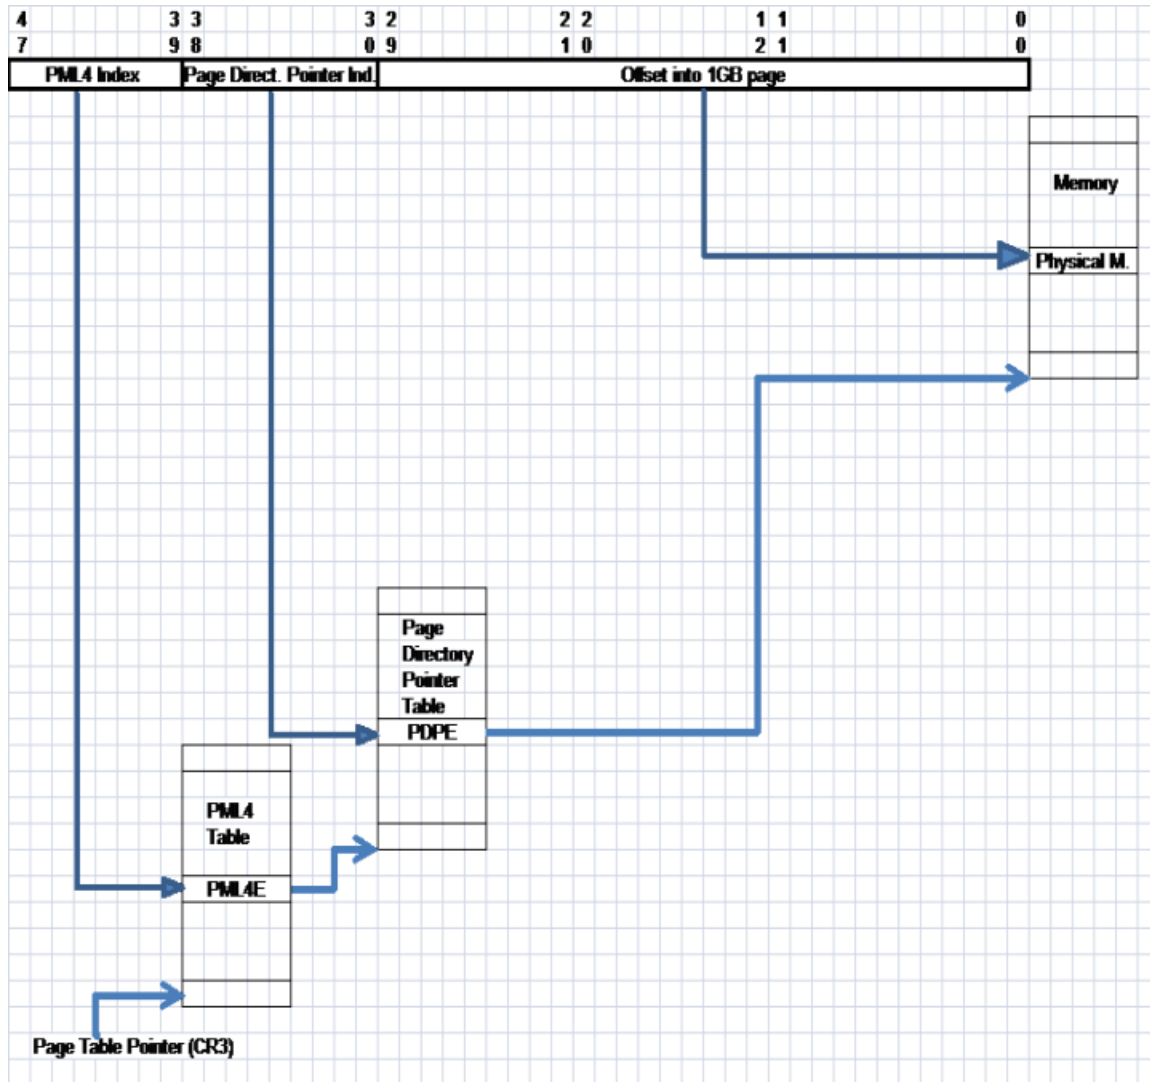 4 3 3 3 2 2 2 1 1 0
7 9 8 0 9 1 0 2 1 0
PML4 Index Page Direct. Pointer Ind. Offset into 1GB page
Memory
Physical M.
Page
Directory
Pointer
Table
PDPE
PML4
Table
PML4E
Page Table Pointer (CR3)